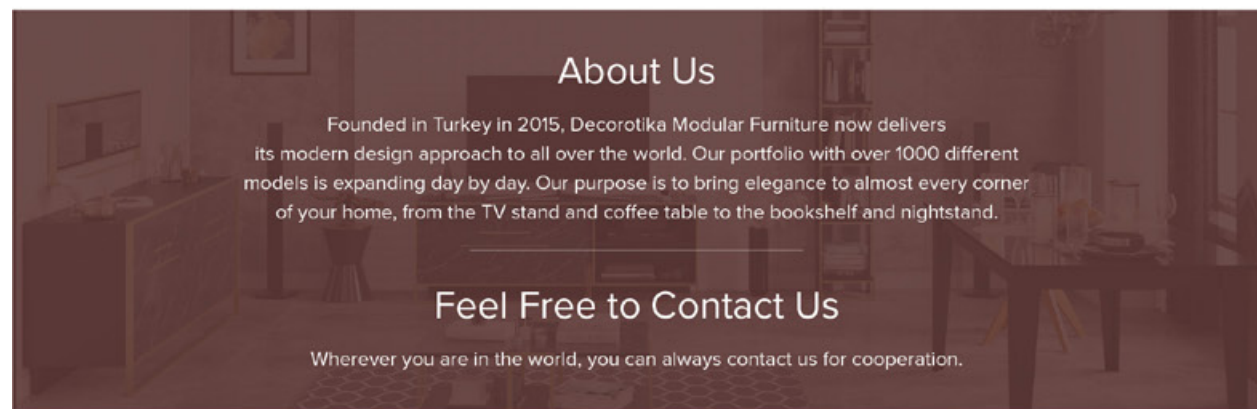 About Us
Founded in Turkey in 2015, Decorotika Modular Furniture now delivers
its modern design approach to all over the world. Our portfolio with over 1000 different
models is expanding day by day. Our purpose is to bring elegance to almost every corner
of your home, from the TV stand and coffee table to the bookshelf and nightstand.
Feel Free to Contact Us
Wherever you are in the world, you can always contact us for cooperation.